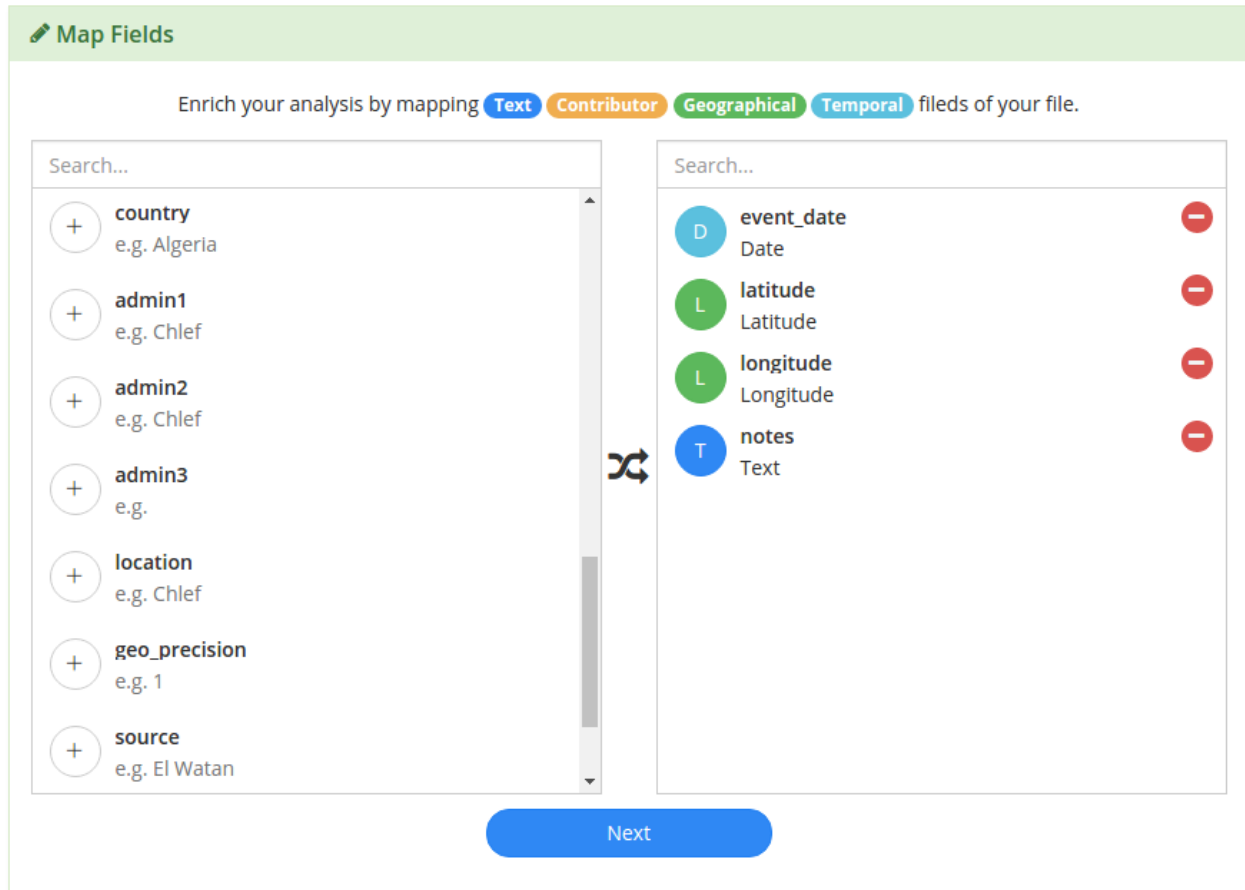 Map Fields
Enrich your analysis by mapping Text Contributor Geographical Temporal fileds of your file.
Search...
country
e.g. Algeria
admin1
e.g. Chlef
admin2
e.g. Chlef
admin3
e.g.
location
e.g. Chlef
geo_precision
e.g. 1
source
e.g. El Watan
Search...
D
event_date
Date
L
latitude
Latitude
L
longitude
Longitude
T
notes
Text
Next